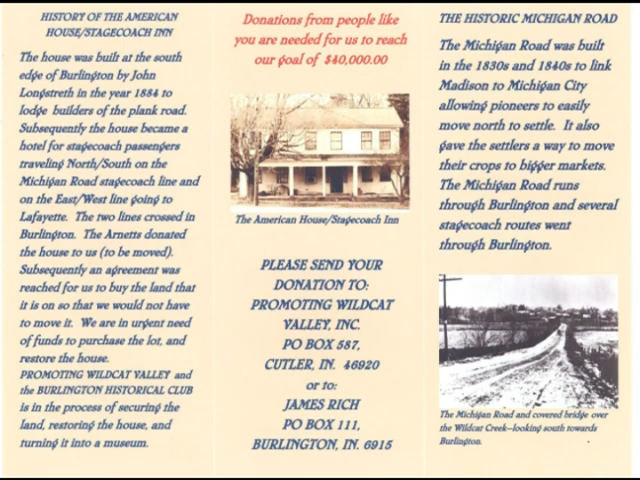 HISTORY OF THE AMERICAN
HOUSE/STAGECOACH INN
The house was built at the south
edge of Burlington by John
Longstreth in the year 1884 to
lodge builders of the plank road.
Subsequently the house became a
hotel for stagecoach passengers
traveling North/South on the
Michigan Road stagecoach line and
on the East/West line going to
Lafayette. The two lines crossed in
Burlington. The Arnetts donated
the house to us (to be moved).
Subsequently an agreement was
reached for us to buy the land that
it is on so that we would not have
to move it. We are in urgent need
of funds to purchase the lot, and
restore the house.
PROMOTING WILDCAT VALLEY and
the BURLINGTON HISTORICAL CLUB
is in the process of securing the
land, restoring the house, and
turning it into a museum.
Donations from people like
you are needed for us to reach
our goal of $40,000.00
The American House/Stagecoach Inn
PLEASE SEND YOUR
DONATION TO:
PROMOTING WILDCAT
VALLEY, INC.
PO BOX 587,
CUTLER, IN. 46920
or to:
JAMES RICH
PO BOX 111,
BURLINGTON, IN. 6915
THE HISTORIC MICHIGAN ROAD
The Michigan Road was built
in the 1830s and 1840s to link
Madison to Michigan City
allowing pioneers to easily
move north to settle. It also
gave the settlers a way to move
their crops to bigger markets.
The Michigan Road runs
through Burlington and several
stagecoach routes went
through Burlington.
The Michigan Road and covered bridge over
the Wildcat Creek--looking south towards
Burlington.